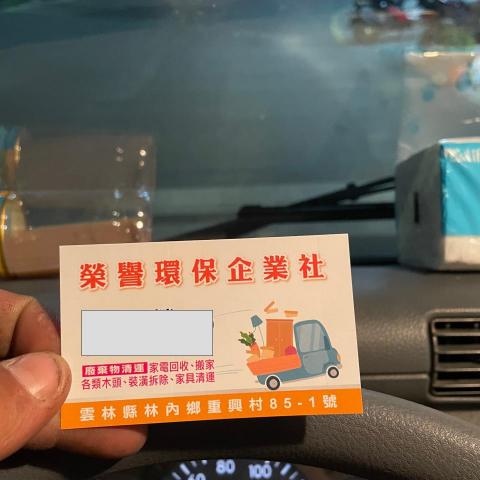 榮譽環保企業社
廢棄物清運 家電回收、搬家
各類木頭、裝潢拆除、家具清運
雲林縣林內鄉重興村85-1號
80 100